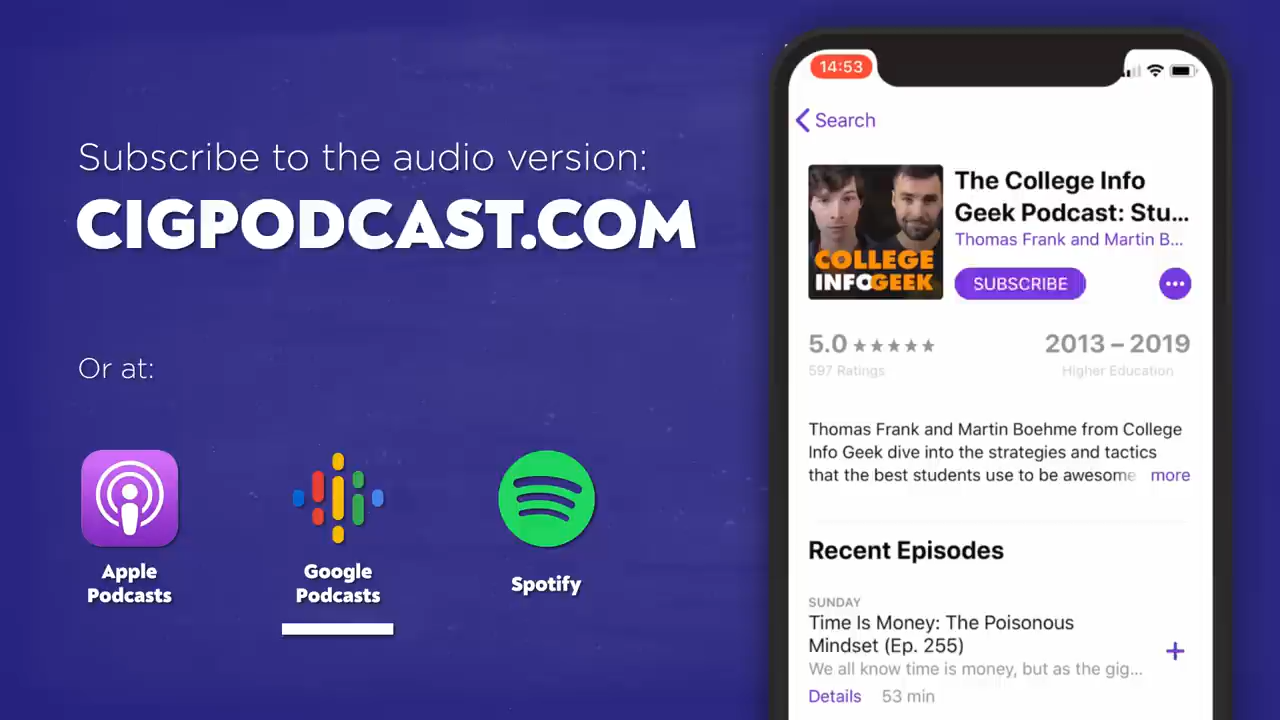 Subscribe to the audio version:
CIGPODCAST.COM
Or at:
Apple
Podcasts
Google
Podcasts
Spotify
14:53
Search
COLLEGE
INFOGEEK
The College Info
Geek Podcast: Stu...
Thomas Frank and Martin B...
SUBSCRIBE
5.0 ★★★★★
597 Ratings
2013 – 2019
Higher Education
Thomas Frank and Martin Boehme from College
Info Geek dive into the strategies and tactics
that the best students use to be awesome more
Recent Episodes
SUNDAY
Time Is Money: The Poisonous
Mindset (Ep. 255)
We all know time is money, but as the gig...
Details 53 min